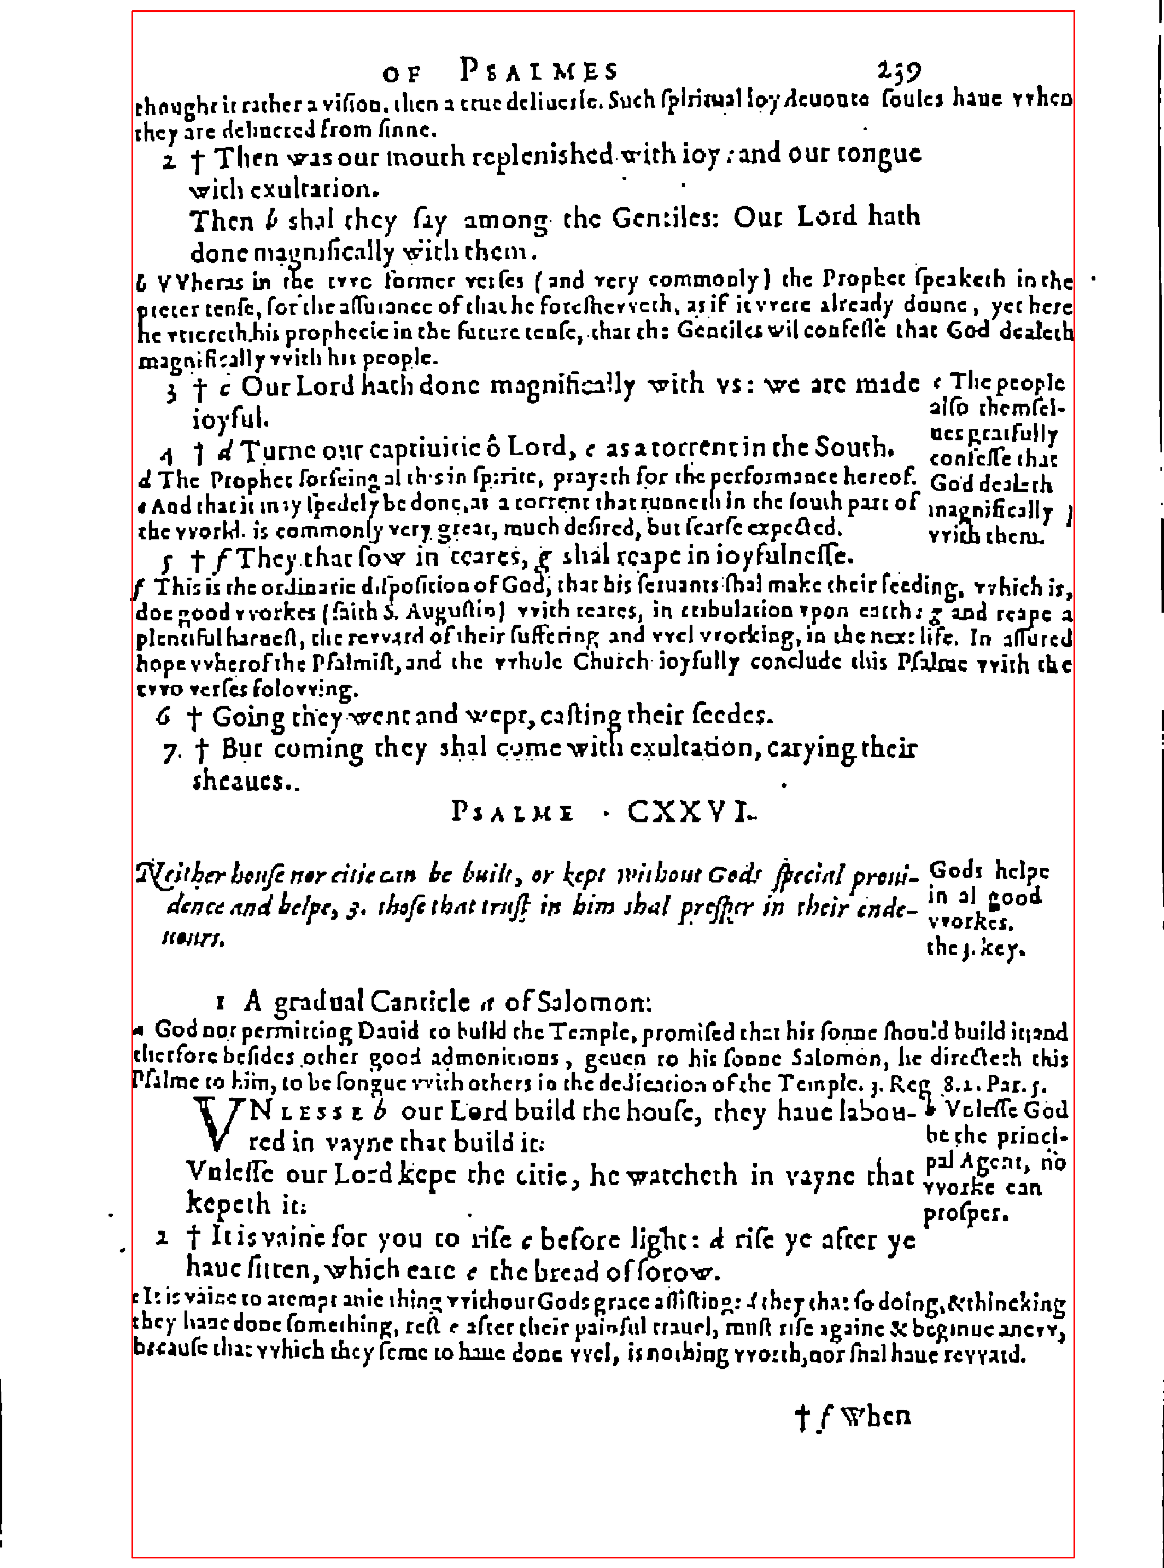 OF PSALMES 239
thought it rather a viſion, then a true deliuerſe. Such ſpiritual ioy deuoute ſoules haue vvhen
they are deliuered from ſinne.
2 † Then was our mouth replenished with ioy: and our tongue
with exultation.
Then b shal they ſay among the Gentiles: Our Lord hath
done magnifically with them.
b VVheras in the tvvo former verſes (and very commonly) the Prophet ſpeaketh in the
preter tenſe, for the aſſurance of that he foreſhevveth, as if it vvere already donne, yet here
he vttereth his prophecie in the future tenſe, that the Gentiles wil confeſſe that God dealeth
magnifically vvith his people.
3 † c Our Lord hath done magnifically with vs: we are made
ioyful.
c The people
alſo themſel-
ues gratfully
confeſſe that
God dealeth
magnifically
vvith them.
4 † d Turne our captiuitie ô Lord, e as a torrent in the South.
d The Prophet forſeing al this in ſpirite, prayeth for the performance hereof.
e And that it may ſpedely be done, as a torrent that runneth in the ſouth part of
the vvorld. is commonly very great, much deſired, but ſcarſe expected.
5 † f They that ſow in teares, g shal reape in ioyfulneſſe.
f This is the ordinarie diſpoſition of God, that his ſeruants ſhal make their ſeeding, vvhich is,
doe good vvorkes (ſaith S. Auguſtin) vvith teares, in tribulation vpon earth: g and reape a
plentiful harueſt, the revvard of their ſuffering and vvel vvorking, in the next life. In aſſured
hope vvherof the Pſalmiſt, and the vvhole Church ioyfully conclude this Pſalme vvith the
tvvo verſes folovving.
6 † Going they went and wept, caſting their ſeedes.
7. † But coming they shal come with exultation, carying their
sheaues.
PSALME CXXVI.
Neither houſe nor citie can be built, or kept without Gods ſpecial proui-
dence and helpe, 3. thoſe that truſt in him shal proſper in their ende-
uours.
Gods helpe
in al good
vvorkes.
the 3. key.
1 A gradual Canticle a of Salomon:
a God not permitting Dauid to build the Temple, promiſed that his ſonne ſhould build it; and
therfore beſides other good admonitions, geuen to his ſonne Salomon, he directeth this
Pſalme to him, to be ſongue vvith others in the dedication of the Temple. 3. Reg 8. 2. Par. 5.
VNLESSE b our Lord build the houſe, they haue labou-
red in vayne that build it:
Vnleſſe our Lord kepe the citie, he watcheth in vayne that
kepeth it:
b Vnleſſe God
be the princi-
pal Agent, no
vvorke can
proſper.
2 † It is vaine for you to riſe c before light: d riſe ye after ye
haue ſitten, which eate e the bread of ſorow.
c It is vaine to atempt anie thing vvithout Gods grace aſſiſting: d they that ſo doing, & thincking
they haue done ſomething, reſt e after their painful trauel, muſt riſe againe & beginne anevv,
becauſe that vvhich they ſeme to haue done vvel, is nothing vvorth, nor ſhal haue revvard.
† f When